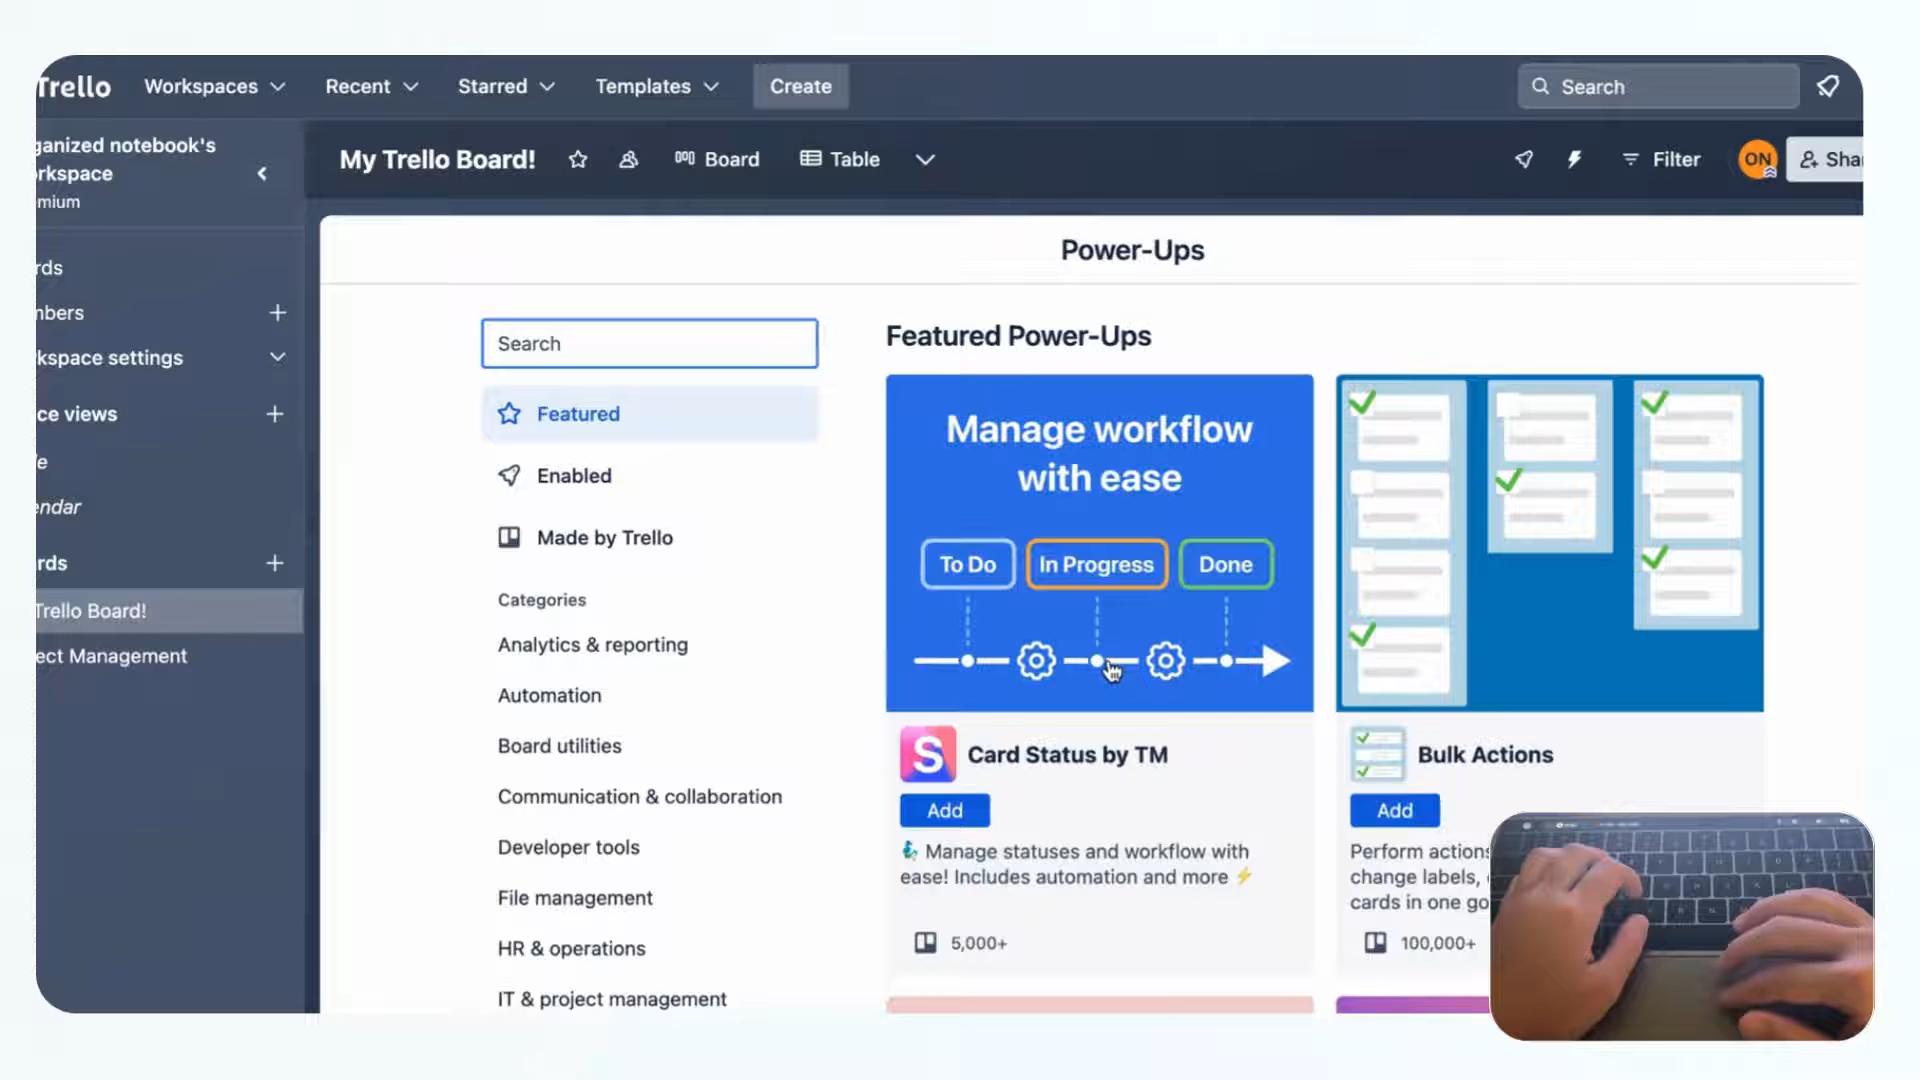 Trello
Workspaces
Recent
Starred
Templates
Create
Search
ganized notebook's
rkspace
mium
rds
nbers
kspace settings
ce views
e
endar
rds
Trello Board!
ect Management
My Trello Board!
Board
Table
Filter
ON
Shar
Power-Ups
Search
Featured
Enabled
Made by Trello
Categories
Analytics & reporting
Automation
Board utilities
Communication & collaboration
Developer tools
File management
HR & operations
IT & project management
Featured Power-Ups
Manage workflow
with ease
To Do
In Progress
Done
S
Card Status by TM
Add
Manage statuses and workflow with
ease! Includes automation and more
5,000+
Bulk Actions
Add
Perform actions
change labels,
cards in one go
100,000+